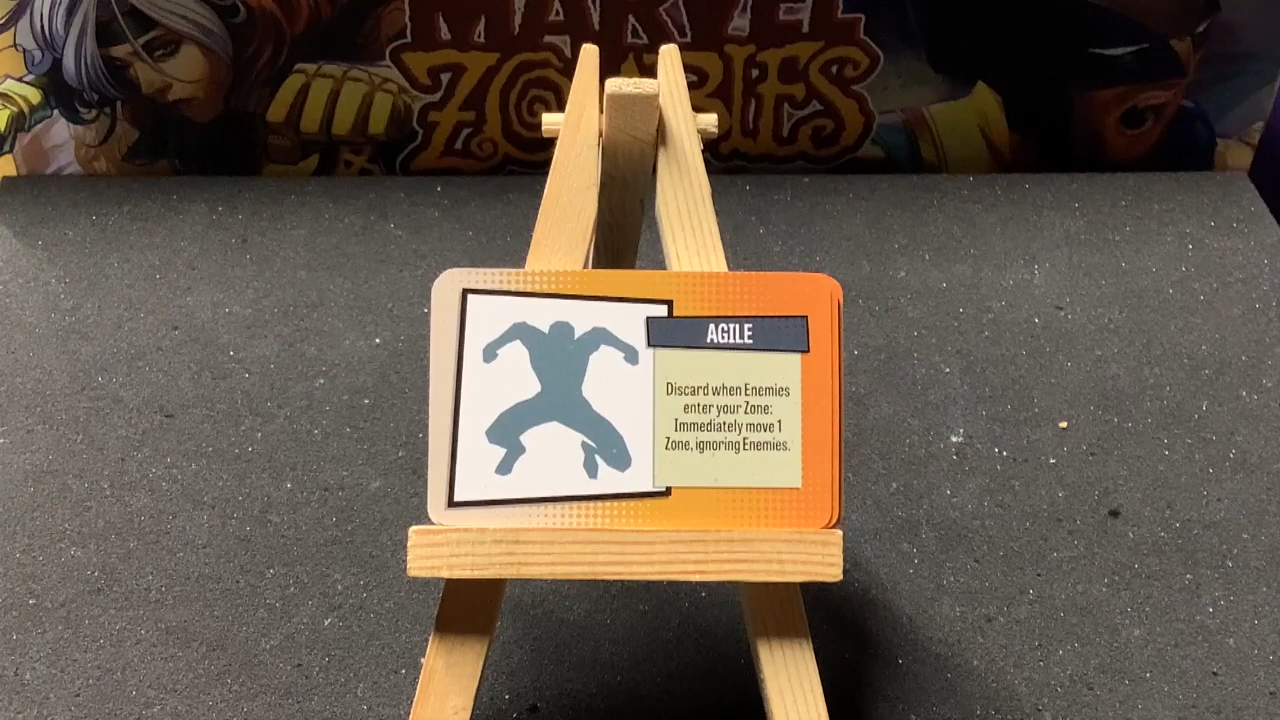 MARVEL
ZOMBIES
AGILE
Discard when Enemies
enter your Zone:
Immediately move 1
Zone, ignoring Enemies.